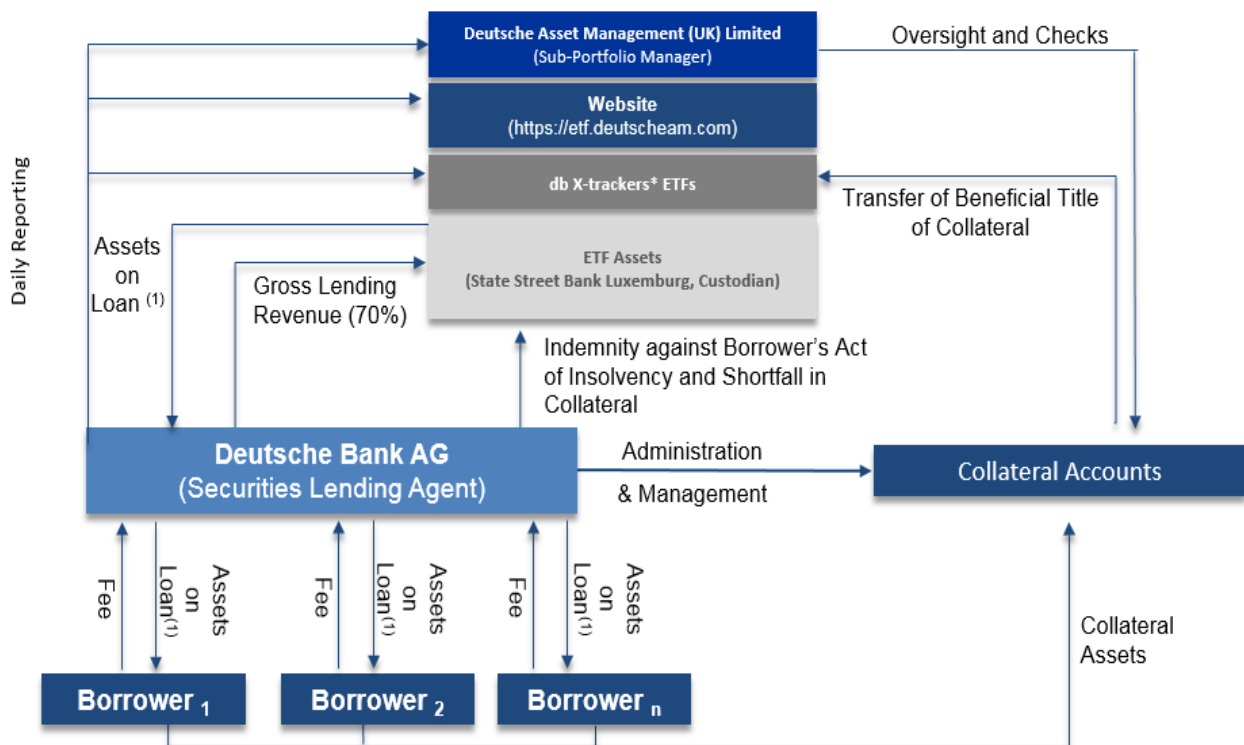 Deutsche Asset Management (UK) Limited
(Sub-Portfolio Manager)
Oversight and Checks
Website
(https://etf.deutscheam.com)
db X-trackers* ETFs
Transfer of Beneficial Title
of Collateral
Daily Reporting
Assets
on
Loan (1)
ETF Assets
(State Street Bank Luxemburg, Custodian)
Gross Lending
Revenue (70%)
Indemnity against Borrower's Act
of Insolvency and Shortfall in
Collateral
Deutsche Bank AG
(Securities Lending Agent)
Administration
& Management
Collateral Accounts
Fee
Assets
on
Loan(1)
Fee
Assets
on
Loan(1)
Fee
Assets
on
Loan(1)
Collateral
Assets
Borrower 1
Borrower 2
Borrower n